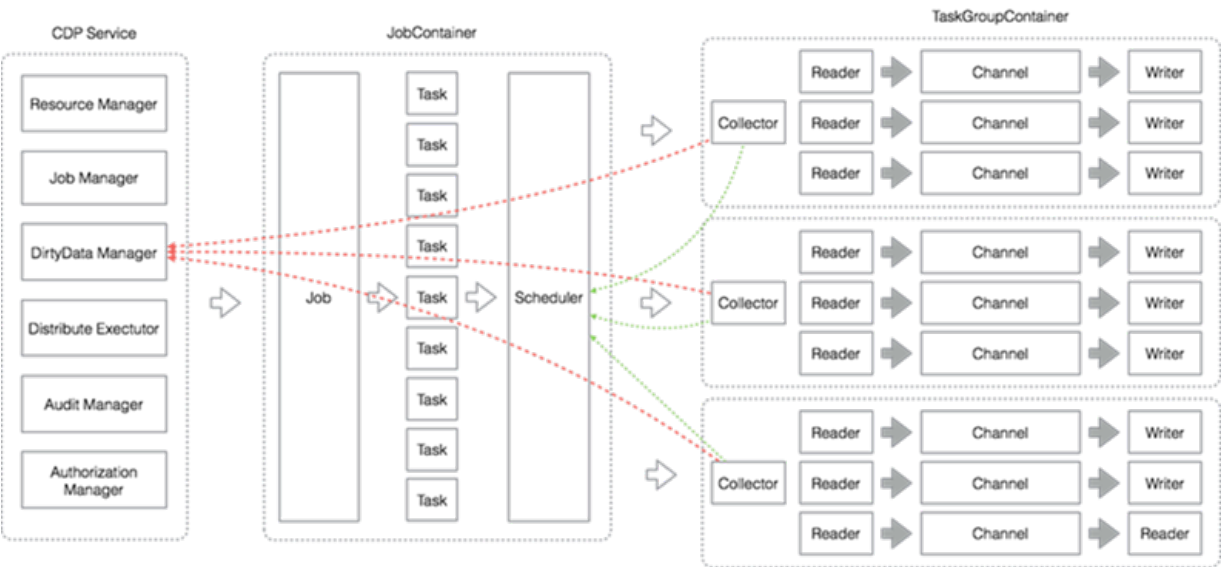 CDP Service
Resource Manager
Job Manager
DirtyData Manager
Distribute Exectutor
Audit Manager
Authorization
Manager
JobContainer
Job
Task
Task
Task
Task
Task
Task
Task
Task
Task
Scheduler
TaskGroupContainer
Collector
Reader
Channel
Writer
Reader
Channel
Writer
Reader
Channel
Writer
Collector
Reader
Channel
Writer
Reader
Channel
Writer
Reader
Channel
Writer
Collector
Reader
Channel
Writer
Reader
Channel
Writer
Reader
Channel
Reader